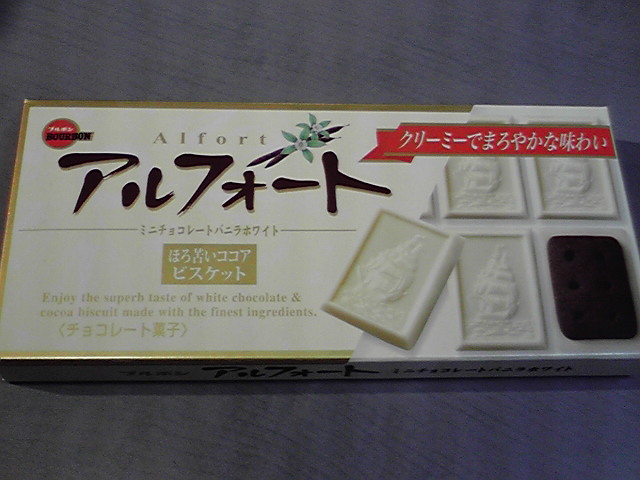 ブルボン
BOURBON
Alfort
クリーミーでまろやかな味わい
アルフォート
ミニチョコレートバニラホワイト
ほろ苦いココア
ビスケット
Enjoy the superb taste of white chocolate &
cocoa biscuit made with the finest ingredients.
〈チョコレート菓子〉
ブルボン アルフォート ミニチョコレートバニラホワイト